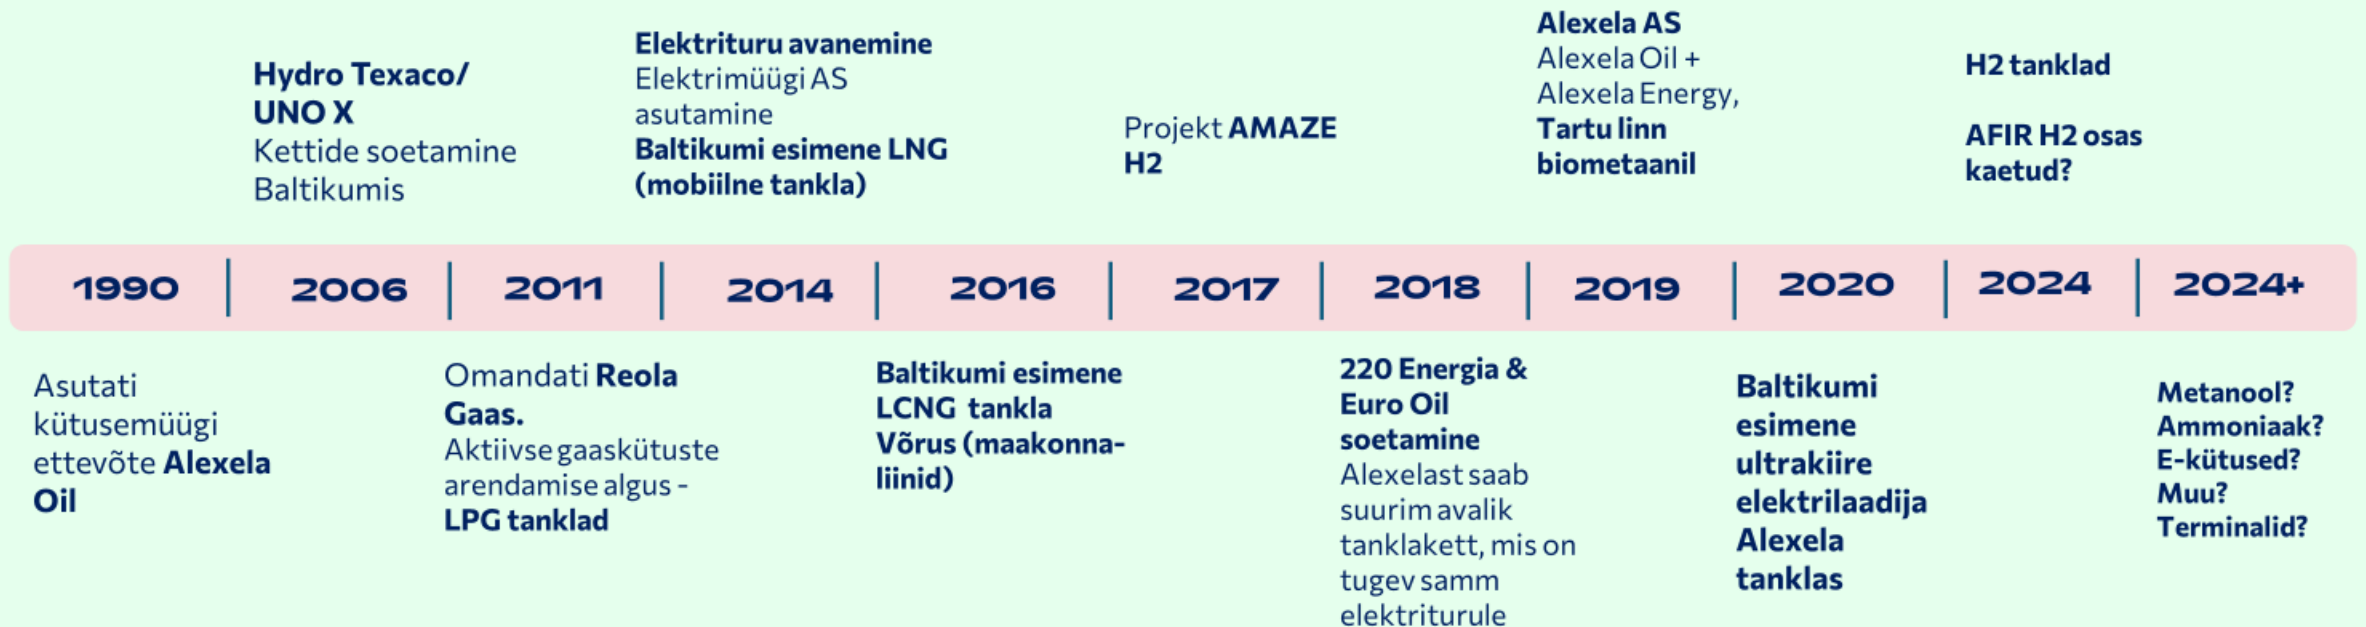 Hydro Texaco/
UNO X
Kettide soetamine
Baltikumis
Elektrituru avanemine
Elektrimüügi AS
asutamine
Baltikumi esimene LNG
(mobiilne tankla)
Projekt AMAZE
H2
Alexela AS
Alexela Oil +
Alexela Energy,
Tartu linn
biometaanil
H2 tanklad
AFIR H2 osas
kaetud?
1990 2006 2011 2014 2016 2017 2018 2019 2020 2024 2024+
Asutati
kütusemüügi
ettevõte Alexela
Oil
Omandati Reola
Gaas.
Aktiivse gaaskütuste
arendamise algus -
LPG tanklad
Baltikumi esimene
LCNG tankla
Võrus (maakonna-
liinid)
220 Energia &
Euro Oil
soetamine
Alexelast saab
suurim avalik
tanklakett, mis on
tugev samm
elektriturule
Baltikumi
esimene
ultrakiire
elektrilaadija
Alexela
tanklas
Metanool?
Ammoniaak?
E-kütused?
Muu?
Terminalid?